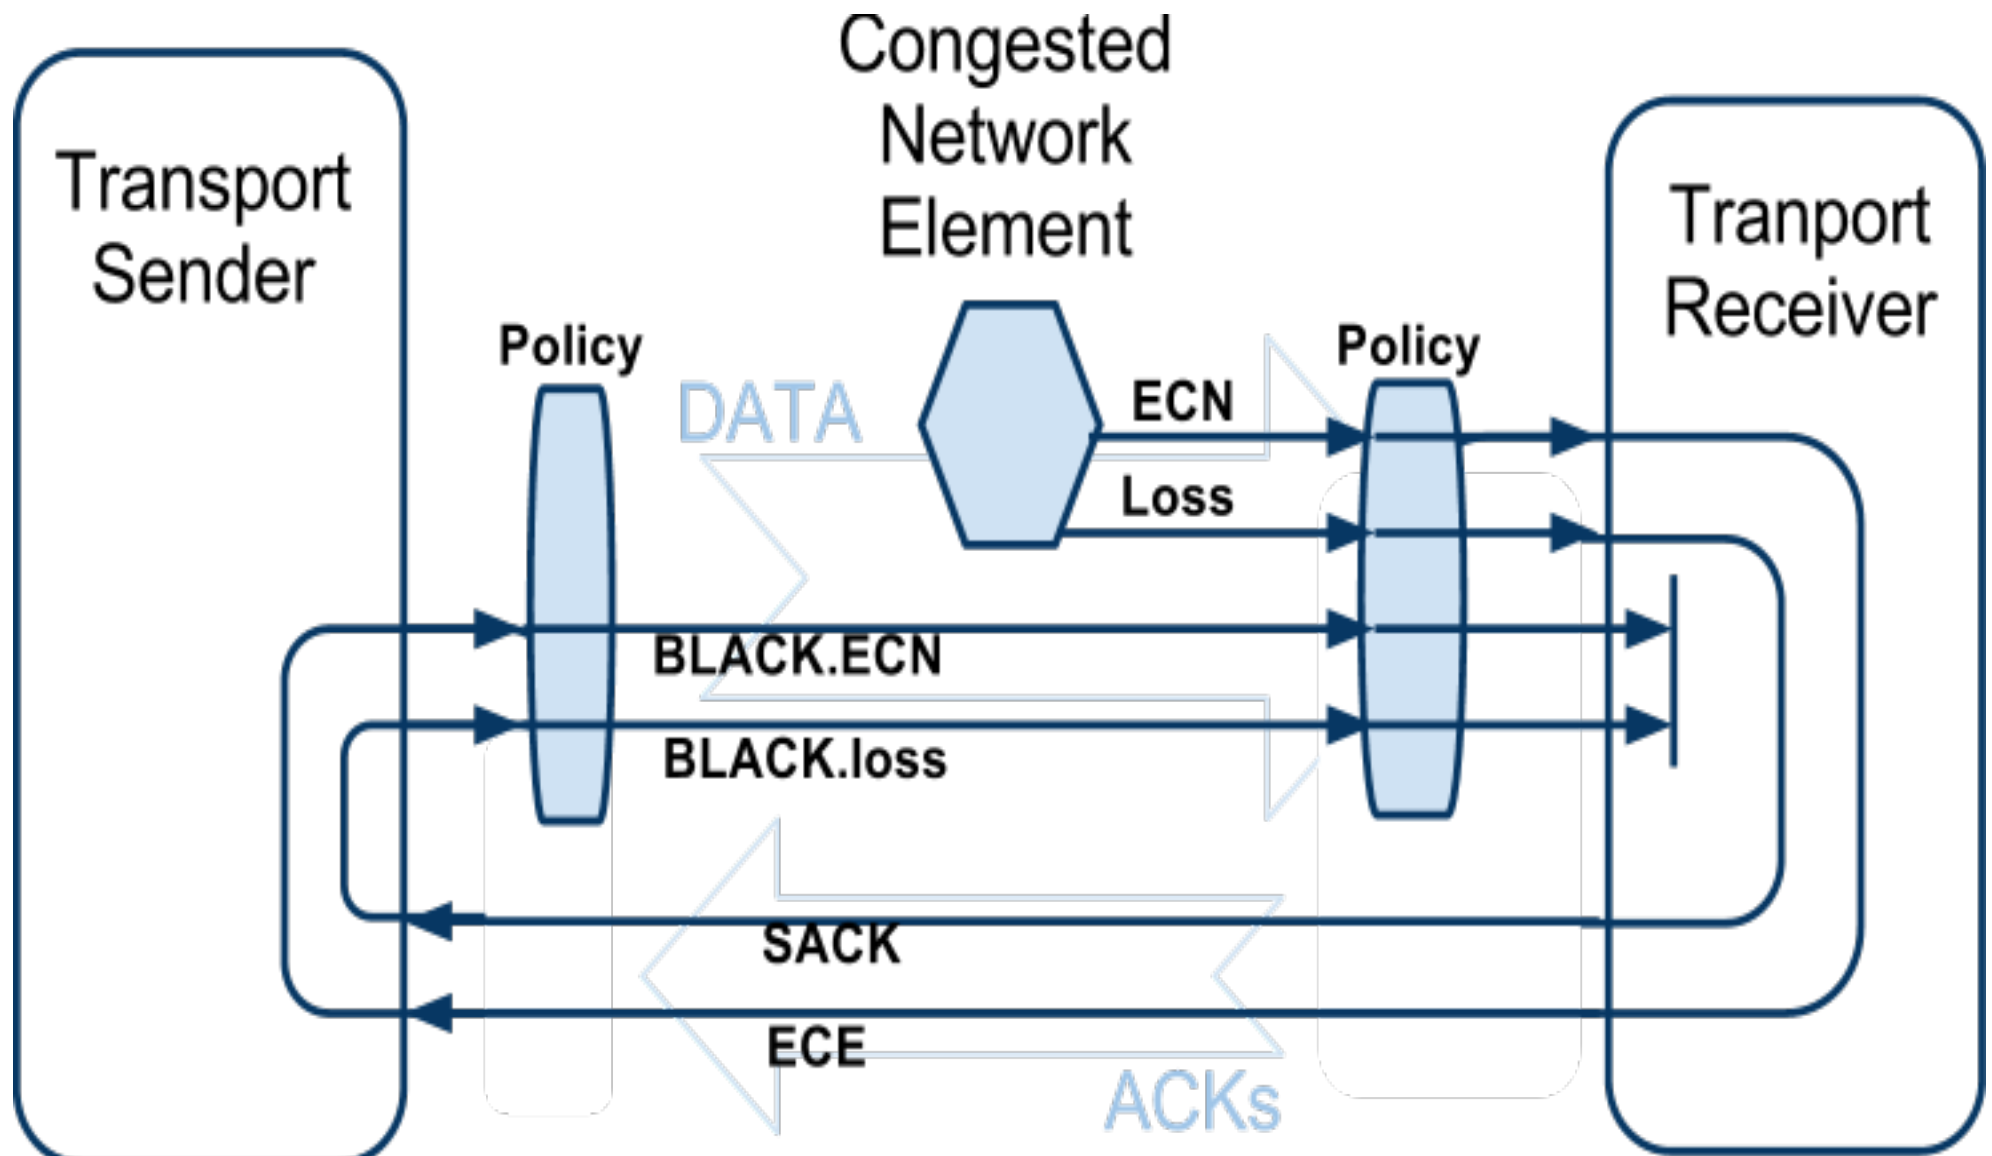 Congested
Network
Element
Transport
Sender
Tranport
Receiver
Policy
Policy
DATA
ECN
Loss
BLACK.ECN
BLACK.loss
SACK
ECE
ACKs